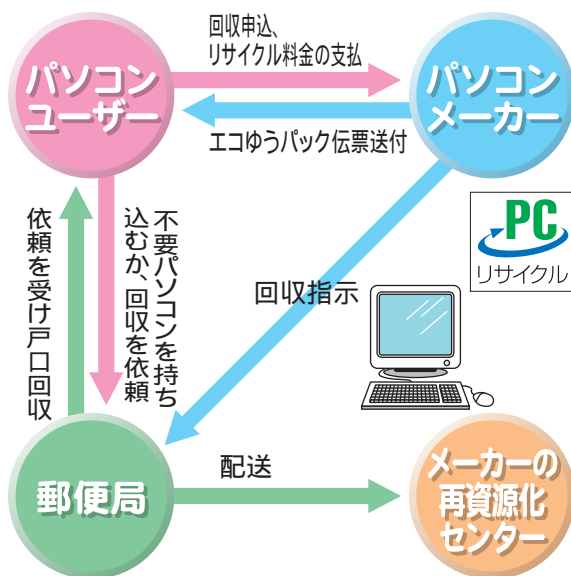 回収申込、
リサイクル料金の支払
パソコン
ユーザー
パソコン
メーカー
エコゆうパック伝票送付
PC
リサイクル
依頼を受け戸口回収
不要パソコンを持ち
込むか、回収を依頼
回収指示
郵便局
配送
メーカーの
再資源化
センター